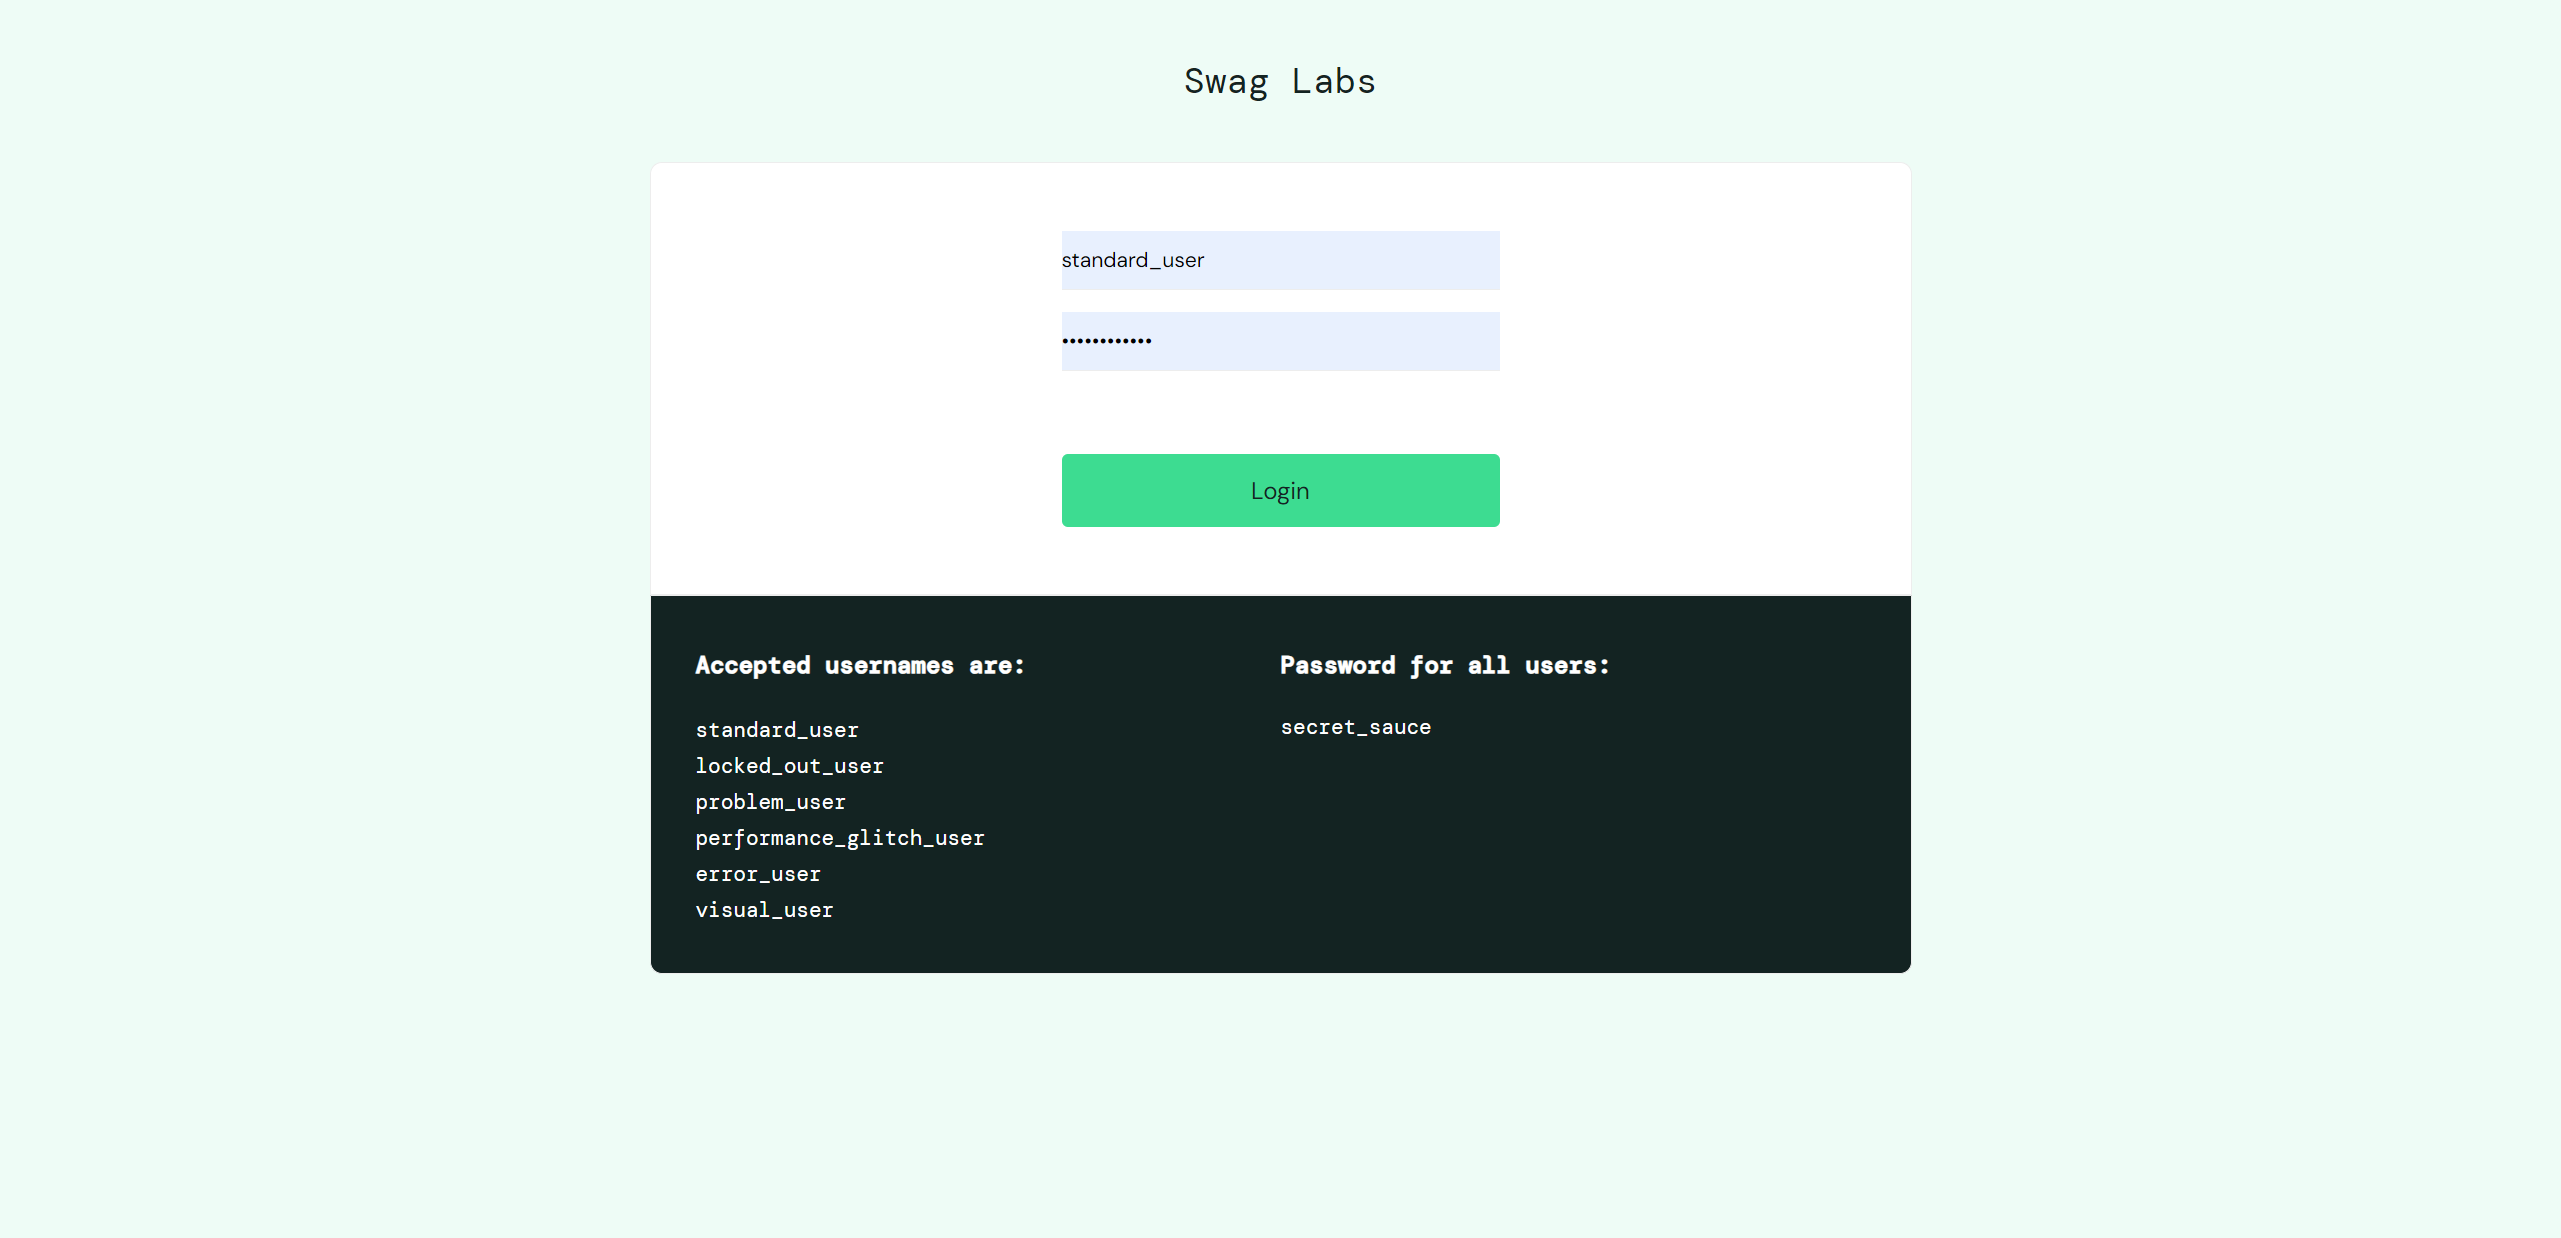 Swag Labs
standard_user
••••••••••••
Login
Accepted usernames are:
standard_user
locked_out_user
problem_user
performance_glitch_user
error_user
visual_user
Password for all users:
secret_sauce